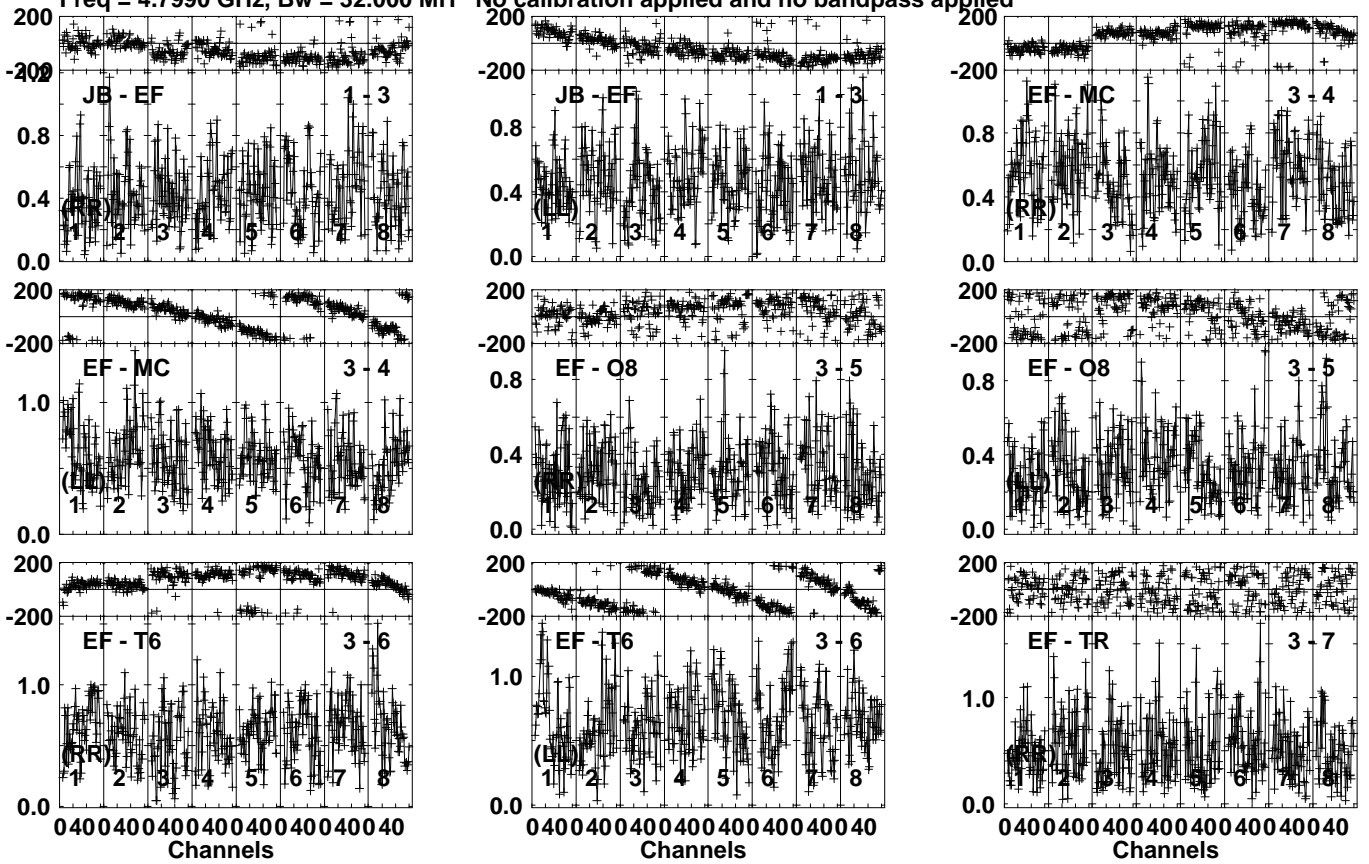 Freq = 4.7990 GHz, Bw = 32.000 MH No calibration applied and no bandpass applied
200 200 200
-200 -200 -200
1.2
JB - EF 1 - 3 JB - EF 1 - 3 EF - MC 3 - 4
0.8 0.8 0.8
0.4 0.4 0.4
(RR) (LL) (RR)
1 2 3 4 5 6 7 8 1 2 3 4 5 6 7 8 1 2 3 4 5 6 7 8
0.0 0.0 0.0
200 200 200
-200 -200 -200
EF - MC 3 - 4 EF - O8 3 - 5 EF - O8 3 - 5
1.0 0.8 0.8
0.4 0.4
(LL) (RR) (LL)
1 2 3 4 5 6 7 8 1 2 3 4 5 6 7 8 1 2 3 4 5 6 7 8
0.0 0.0 0.0
200 200 200
-200 -200 -200
EF - T6 3 - 6 EF - T6 3 - 6 EF - TR 3 - 7
1.0 1.0 1.0
(RR) (LL) (RR)
1 2 3 4 5 6 7 8 1 2 3 4 5 6 7 8 1 2 3 4 5 6 7 8
0.0 0.0 0.0
0 40 0 40 0 40 0 40 0 40 0 40 0 40 0 40 0 40 0 40 0 40 0 40 0 40 0 40 0 40 0 40 0 40 0 40 0 40 0 40 0 40 0 40 0 40 0 40
Channels Channels Channels